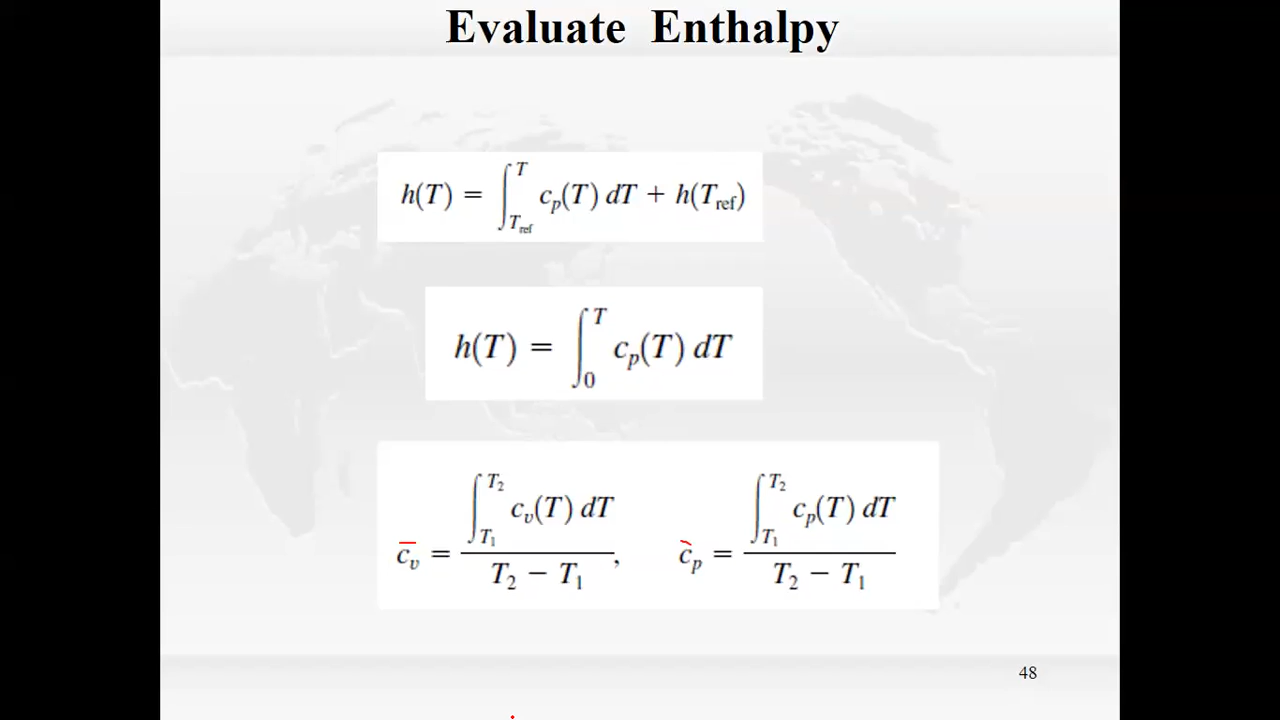 Evaluate Enthalpy
h(T) = ∫_{T_ref}^{T} c_p(T) dT + h(T_ref)
h(T) = ∫_{0}^{T} c_p(T) dT
c̅_v = ∫_{T_1}^{T_2} c_v(T) dT / (T_2 − T_1), c̅_p = ∫_{T_1}^{T_2} c_p(T) dT / (T_2 − T_1)
48